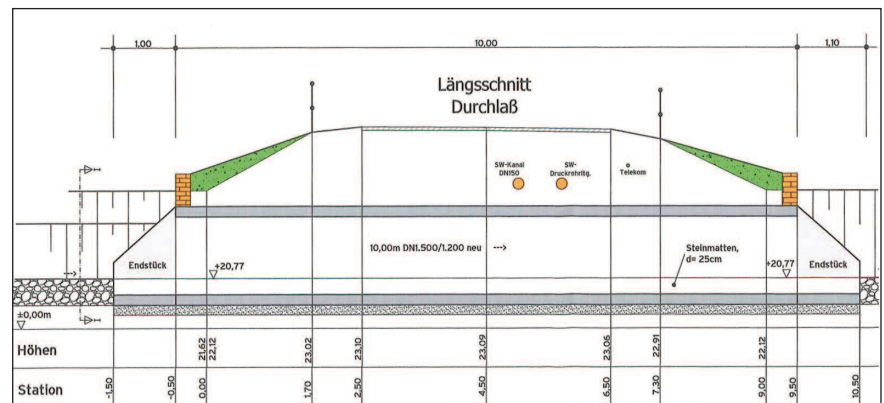 1,00 10,00 1,10
Längsschnitt
Durchlaß
SW-Kanal
DN150
SW-
Druckrohrltg.
Telekom
10,00m DN1.500/1.200 neu
Steinmatten,
d= 25cm
Endstück
+20,77
+20,77
Endstück
±0,00m
Höhen 21,62 22,12 23,02 23,10 23,09 23,06 22,91 22,12
Station -1,50 -0,50 0,00 1,70 2,50 4,50 6,50 7,30 9,00 9,50 10,50